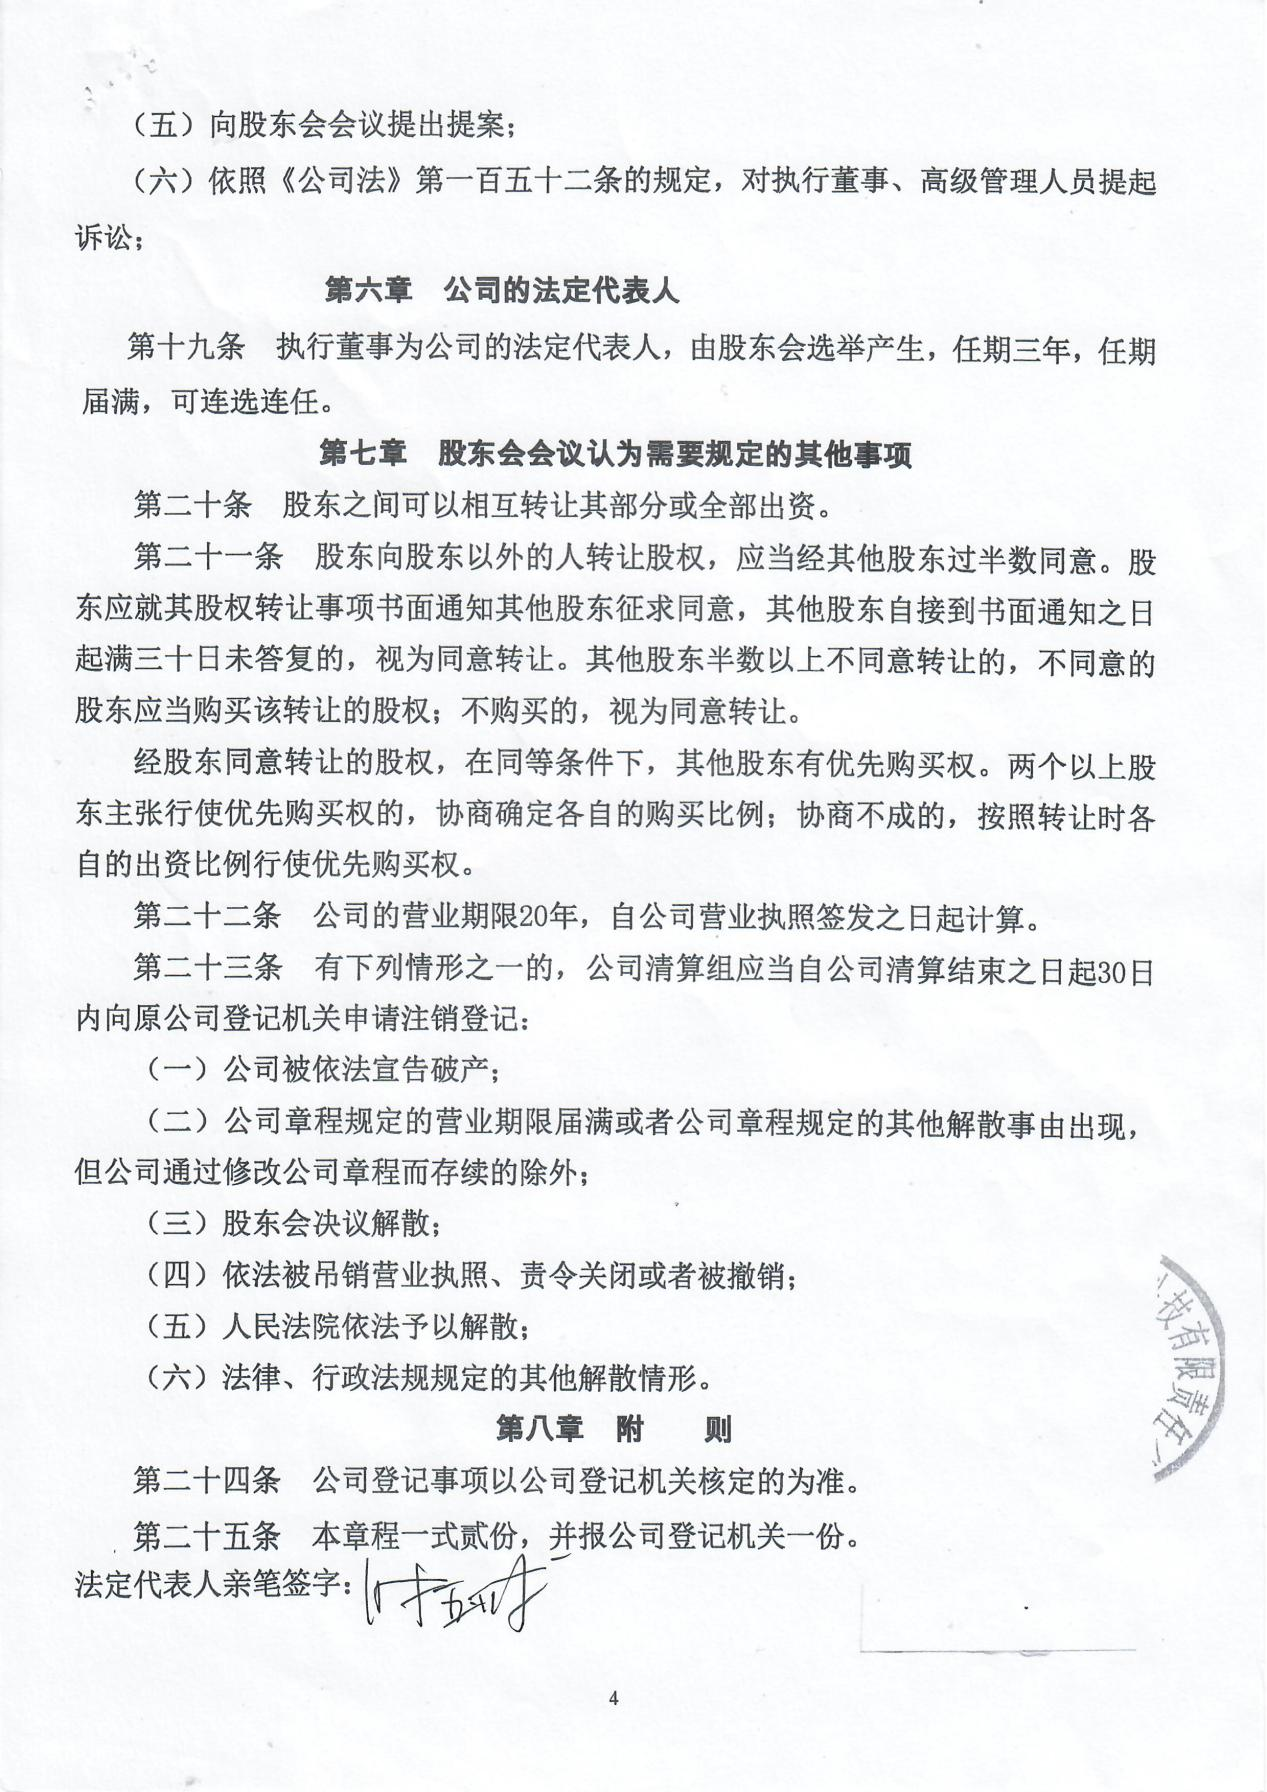 （五）向股东会会议提出提案；
（六）依照《公司法》第一百五十二条的规定，对执行董事、高级管理人员提起
诉讼；
第六章　公司的法定代表人
第十九条　执行董事为公司的法定代表人，由股东会选举产生，任期三年，任期
届满，可连选连任。
第七章　股东会会议认为需要规定的其他事项
第二十条　股东之间可以相互转让其部分或全部出资。
第二十一条　股东向股东以外的人转让股权，应当经其他股东过半数同意。股
东应就其股权转让事项书面通知其他股东征求同意，其他股东自接到书面通知之日
起满三十日未答复的，视为同意转让。其他股东半数以上不同意转让的，不同意的
股东应当购买该转让的股权；不购买的，视为同意转让。
经股东同意转让的股权，在同等条件下，其他股东有优先购买权。两个以上股
东主张行使优先购买权的，协商确定各自的购买比例；协商不成的，按照转让时各
自的出资比例行使优先购买权。
第二十二条　公司的营业期限20年，自公司营业执照签发之日起计算。
第二十三条　有下列情形之一的，公司清算组应当自公司清算结束之日起30日
内向原公司登记机关申请注销登记：
（一）公司被依法宣告破产；
（二）公司章程规定的营业期限届满或者公司章程规定的其他解散事由出现，
但公司通过修改公司章程而存续的除外；
（三）股东会决议解散；
（四）依法被吊销营业执照、责令关闭或者被撤销；
（五）人民法院依法予以解散；
（六）法律、行政法规规定的其他解散情形。
技有限责任
第八章　附　　则
第二十四条　公司登记事项以公司登记机关核定的为准。
第二十五条　本章程一式贰份，并报公司登记机关一份。
法定代表人亲笔签字：
4